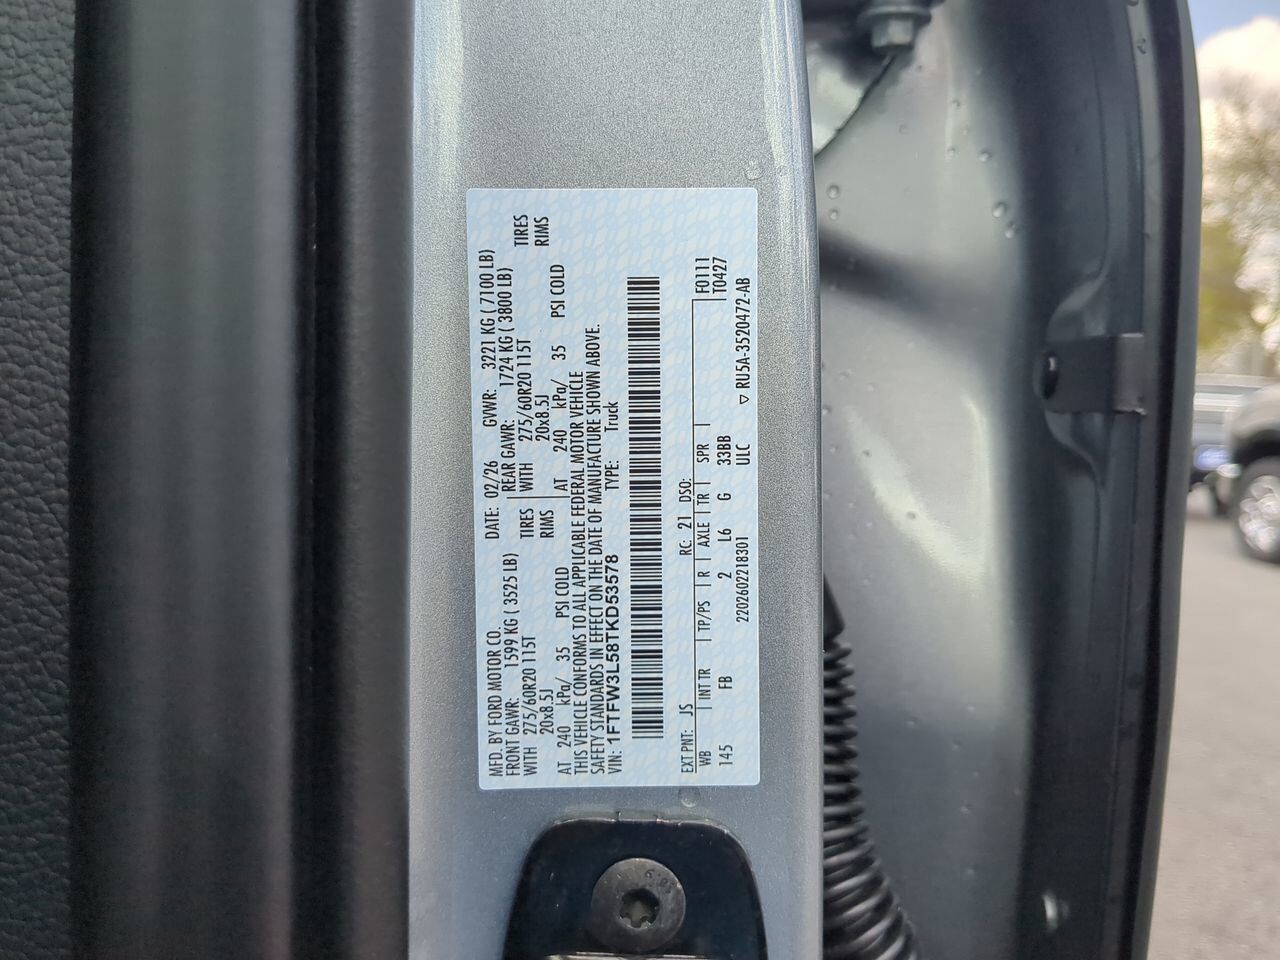 MFD. BY FORD MOTOR CO. DATE: 02/26 GVWR: 3221 KG ( 7100 LB)
FRONT GAWR: 1599 KG ( 3525 LB) REAR GAWR: 1724 KG ( 3800 LB)
WITH 275/60R20 115T TIRES WITH 275/60R20 115T TIRES
20x8.5J RIMS 20x8.5J RIMS
AT 240 kPa/ 35 PSI COLD AT 240 kPa/ 35 PSI COLD
THIS VEHICLE CONFORMS TO ALL APPLICABLE FEDERAL MOTOR VEHICLE
SAFETY STANDARDS IN EFFECT ON THE DATE OF MANUFACTURE SHOWN ABOVE.
VIN: 1FTFW3L58TKD53578 TYPE: Truck
EXT PNT: JS RC: 21 DSO:
WB | INT TR | TP/PS | R | AXLE | TR | SPR | F0111
145 FB 2 L6 G 33BB T0427
2202602218301 ULC ▽ RU5A-3520472-AB